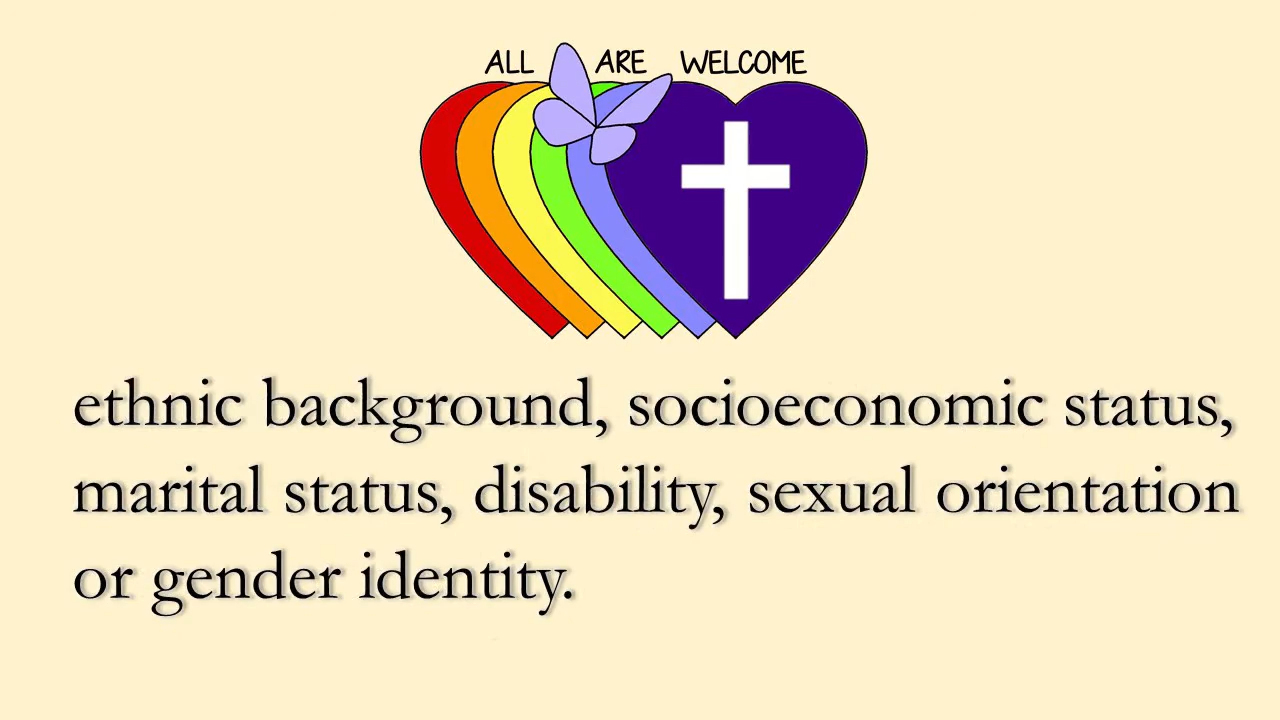 ALL ARE WELCOME
ethnic background, socioeconomic status,
marital status, disability, sexual orientation
or gender identity.